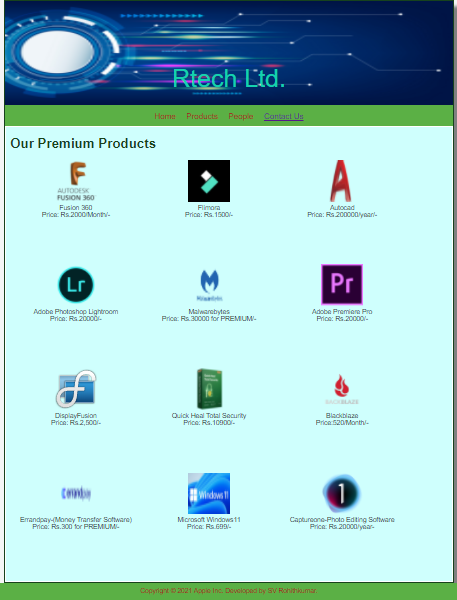 Rtech Ltd.
Home Products People Contact Us
Our Premium Products
AUTODESK
FUSION 360
Fusion 360
Price: Rs.2000/Month/-
Filmora
Price: Rs.1500/-
Autocad
Price: Rs.200000/year/-
Lr
Adobe Photoshop Lightroom
Price: Rs.20000/-
Malwarebytes
Price: Rs.30000 for PREMIUM/-
Pr
Adobe Premiere Pro
Price: Rs.20000/-
DisplayFusion
Price: Rs.2,500/-
Quick Heal Total Security
Price: Rs.10900/-
BACKBLAZE
Blackblaze
Price:520/Month/-
Errandpay
Errandpay-(Money Transfer Software)
Price: Rs.300 for PREMIUM/-
Windows 11
Microsoft Windows11
Price: Rs.699/-
1
Captureone-Photo Editing Software
Price: Rs.20000/year-
Copyright © 2021 Apple Inc. Developed by SV Rohithkumar.